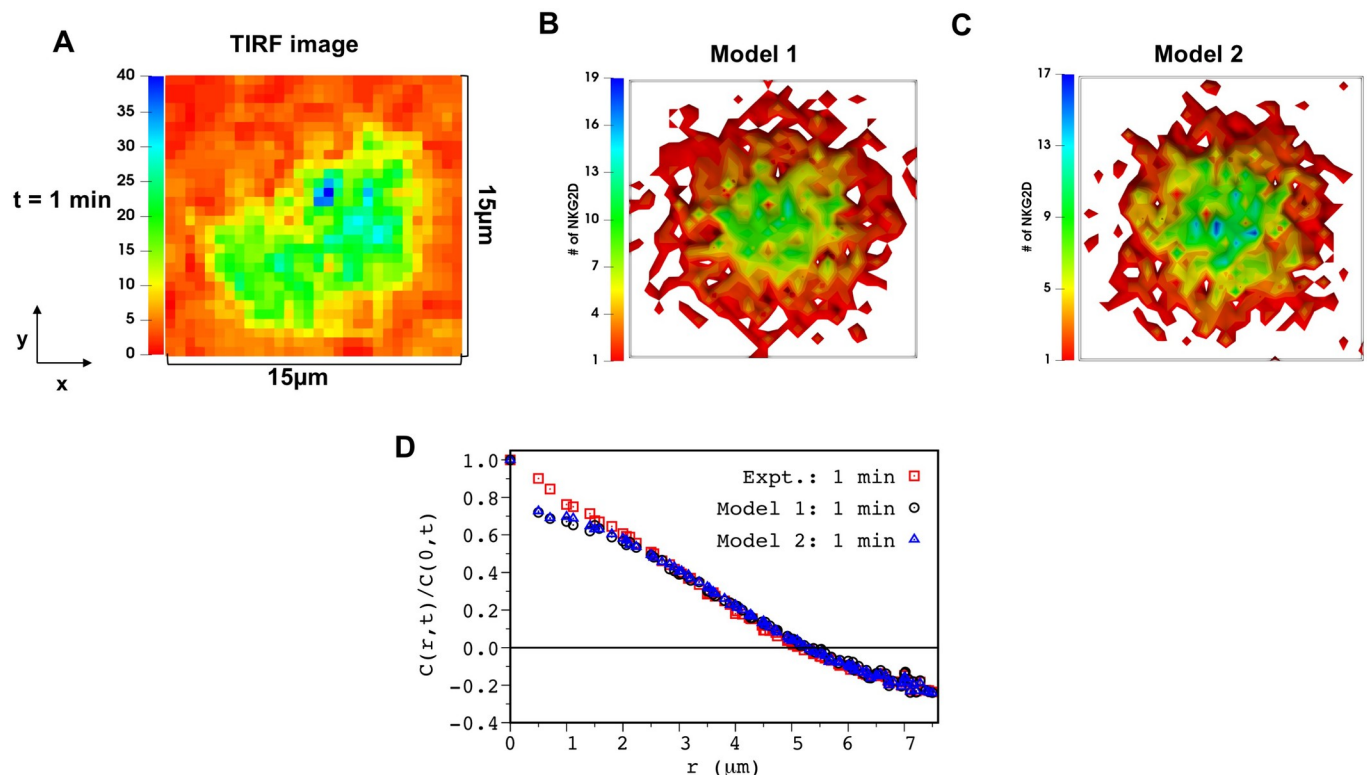 A
TIRF image
40
35
30
25
20
15
10
5
0
t = 1 min
15µm
15µm
y
x
B
Model 1
19
16
13
10
7
4
1
# of NKG2D
C
Model 2
17
13
9
5
1
# of NKG2D
D
1.0
0.8
0.6
0.4
0.2
0.0
-0.2
-0.4
C(r,t)/C(0,t)
Expt.: 1 min
Model 1: 1 min
Model 2: 1 min
0 1 2 3 4 5 6 7
r (µm)